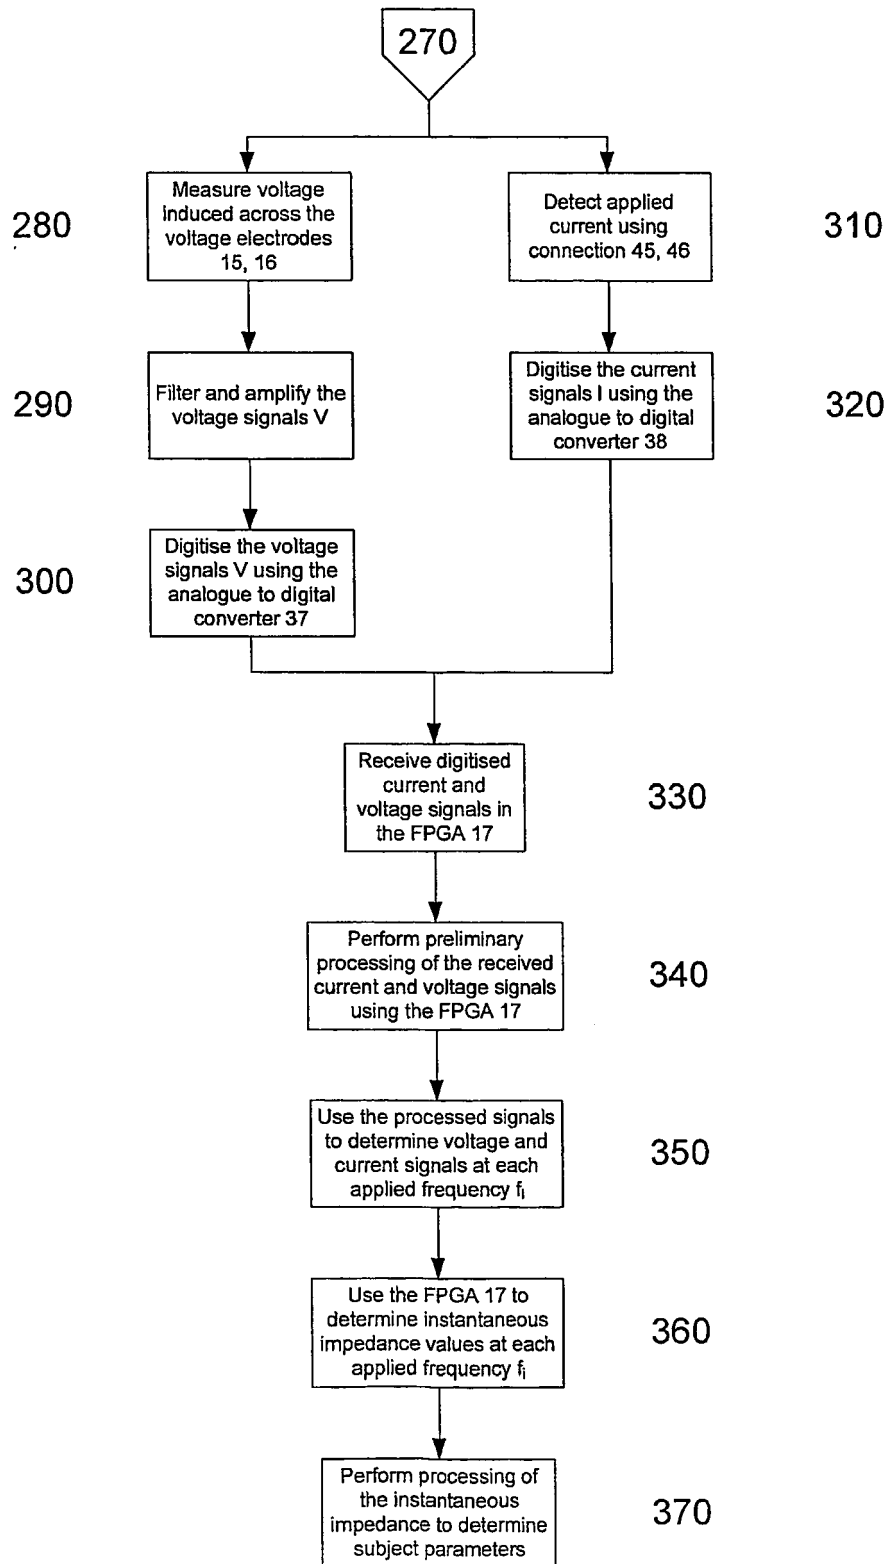 270
280
Measure voltage
induced across the
voltage electrodes
15, 16
Detect applied
current using
connection 45, 46
310
290
Filter and amplify the
voltage signals V
Digitise the current
signals I using the
analogue to digital
converter 38
320
300
Digitise the voltage
signals V using the
analogue to digital
converter 37
Receive digitised
current and
voltage signals in
the FPGA 17
330
Perform preliminary
processing of the received
current and voltage signals
using the FPGA 17
340
Use the processed signals
to determine voltage and
current signals at each
applied frequency fi
350
Use the FPGA 17 to
determine instantaneous
impedance values at each
applied frequency fi
360
Perform processing of
the instantaneous
impedance to determine
subject parameters
370